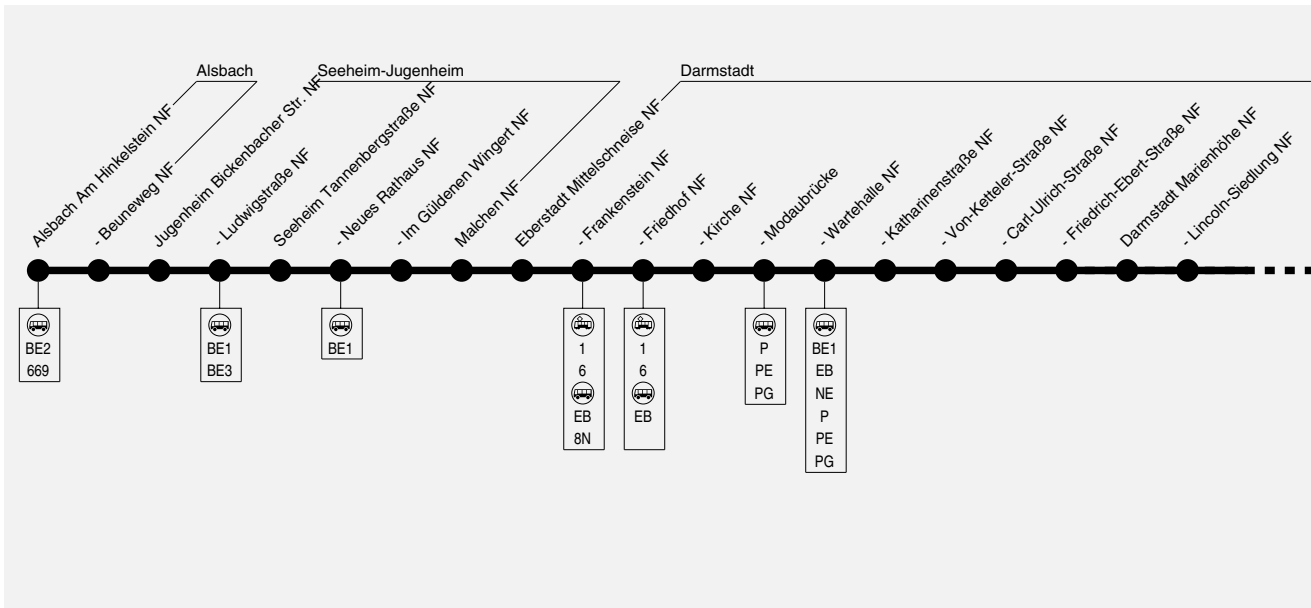 Alsbach
Seeheim-Jugenheim
Darmstadt
Alsbach Am Hinkelstein NF
- Beuneweg NF
Jugenheim Bickenbacher Str. NF
- Ludwigstraße NF
Seeheim Tannenbergstraße NF
- Neues Rathaus NF
- Im Güldenen Wingert NF
Malchen NF
Eberstadt Mittelschneise NF
- Frankenstein NF
- Friedhof NF
- Kirche NF
- Modaubrücke
- Wartehalle NF
- Katharinenstraße NF
- Von-Ketteler-Straße NF
- Carl-Ulrich-Straße NF
- Friedrich-Ebert-Straße NF
Darmstadt Marienhöhe NF
- Lincoln-Siedlung NF
BE2
669
BE1
BE3
BE1
1
6
EB
8N
1
6
EB
P
PE
PG
BE1
EB
NE
P
PE
PG